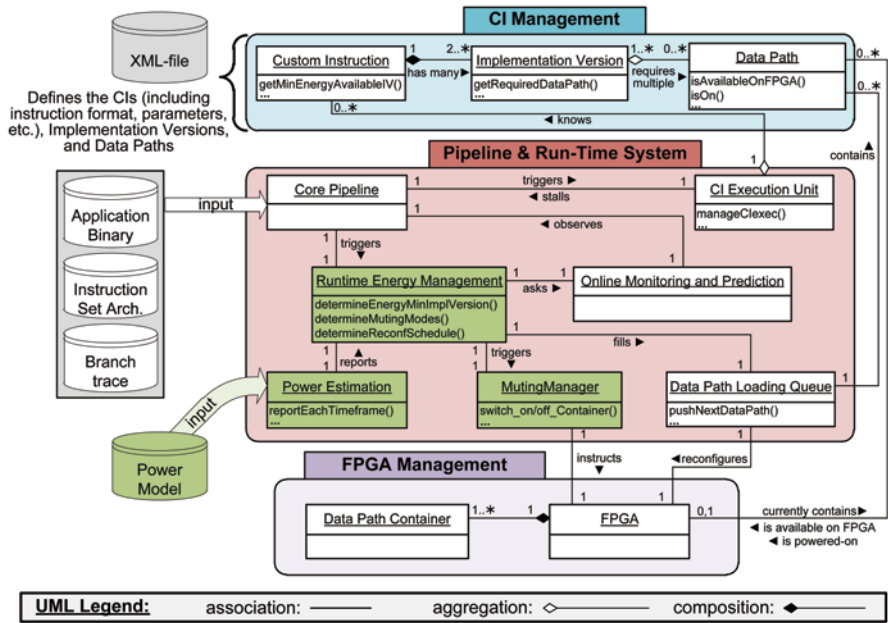 CI Management
XML-file
Defines the CIs (including
instruction format, parameters,
etc.), Implementation Versions,
and Data Paths
Custom Instruction
getMinEnergyAvailableIV()
...
1
2..*
has many ►
Implementation Version
getRequiredDataPath()
...
1..*
0..*
requires ►
multiple
Data Path
isAvailableOnFPGA()
isOn()
...
0..*
0..*
0..*
◄ knows
1
contains ▲
Pipeline & Run-Time System
Application
Binary
Instruction
Set Arch.
Branch
trace
input
Core Pipeline
1
triggers ►
1
◄ stalls
CI Execution Unit
manageCIexec()
...
1
◄ observes
1
1
triggers ▼
1
Runtime Energy Management
determineEnergyMinImplVersion()
determineMutingModes()
determineReconfSchedule()
1
asks ►
1
Online Monitoring and Prediction
1
fills ►
1
1
▲ reports
1
1
triggers ▼
1
Power Estimation
reportEachTimeframe()
...
MutingManager
switch_on/off_Container()
...
Data Path Loading Queue
pushNextDataPath()
...
1
input
Power
Model
1
instructs ▼
1
1
◄reconfigures
1
FPGA Management
Data Path Container
1..*
1
FPGA
0,1
currently contains ►
◄ is available on FPGA
◄ is powered-on
UML Legend:
association:
aggregation:
composition: